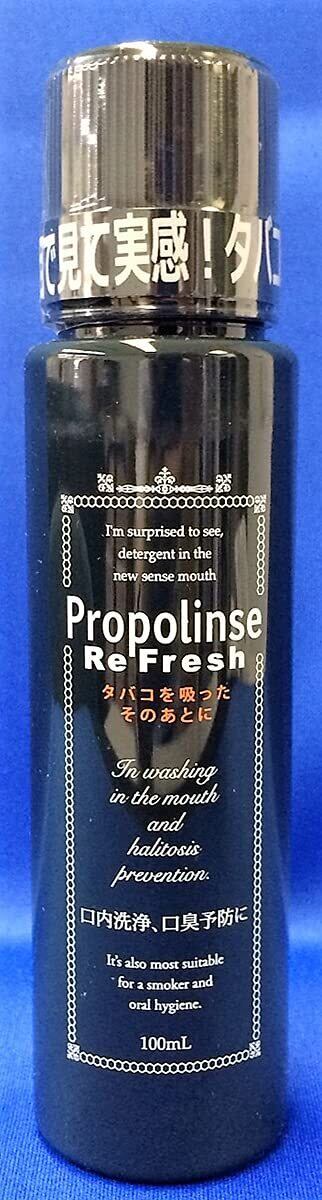 で見て実感！タバコ
I'm surprised to see,
detergent in the
new sense mouth
Propolinse
Re Fresh
タバコを吸った
そのあとに
In washing
in the mouth
and
halitosis
prevention.
口内洗浄、口臭予防に
It's also most suitable
for a smoker and
oral hygiene.
100mL